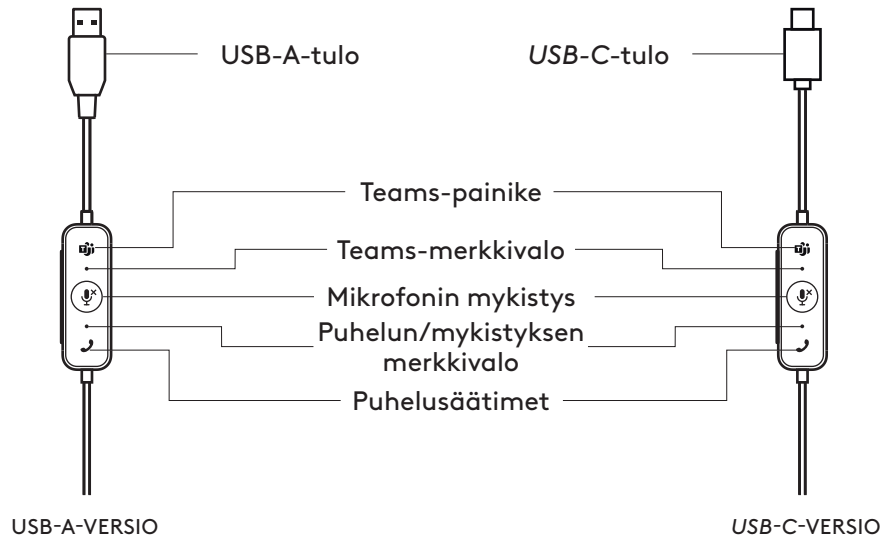 USB-A-tulo
USB-C-tulo
Teams-painike
Teams-merkkivalo
Mikrofonin mykistys
Puhelun/mykistyksen
merkkivalo
Puhelusäätimet
USB-A-VERSIO
USB-C-VERSIO